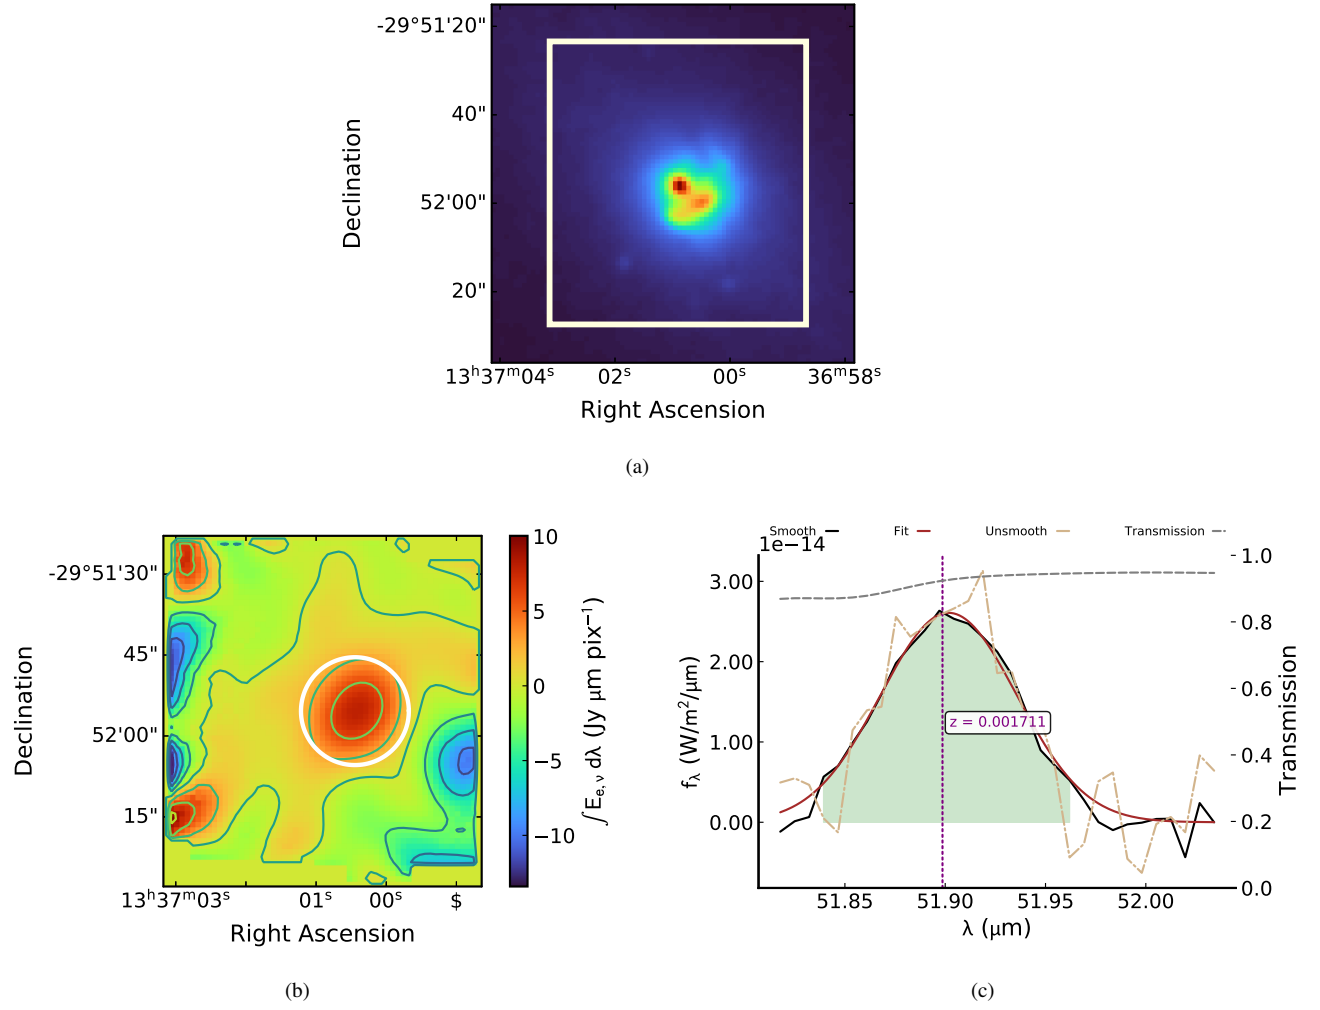 -29°51'20"
40"
52'00"
20"
Declination
13ʰ37ᵐ04ˢ 02ˢ 00ˢ 36ᵐ58ˢ
Right Ascension
(a)
-29°51'30"
45"
52'00"
15"
Declination
13ʰ37ᵐ03ˢ 01ˢ 00ˢ $
Right Ascension
10
5
0
−5
−10
∫ E_{e, ν} dλ (Jy μm pix⁻¹)
(b)
Smooth Fit Unsmooth Transmission
1e−14
3.00
2.00
1.00
0.00
f_λ (W/m²/μm)
z = 0.001711
1.0
0.8
0.6
0.4
0.2
0.0
Transmission
51.85 51.90 51.95 52.00
λ (μm)
(c)